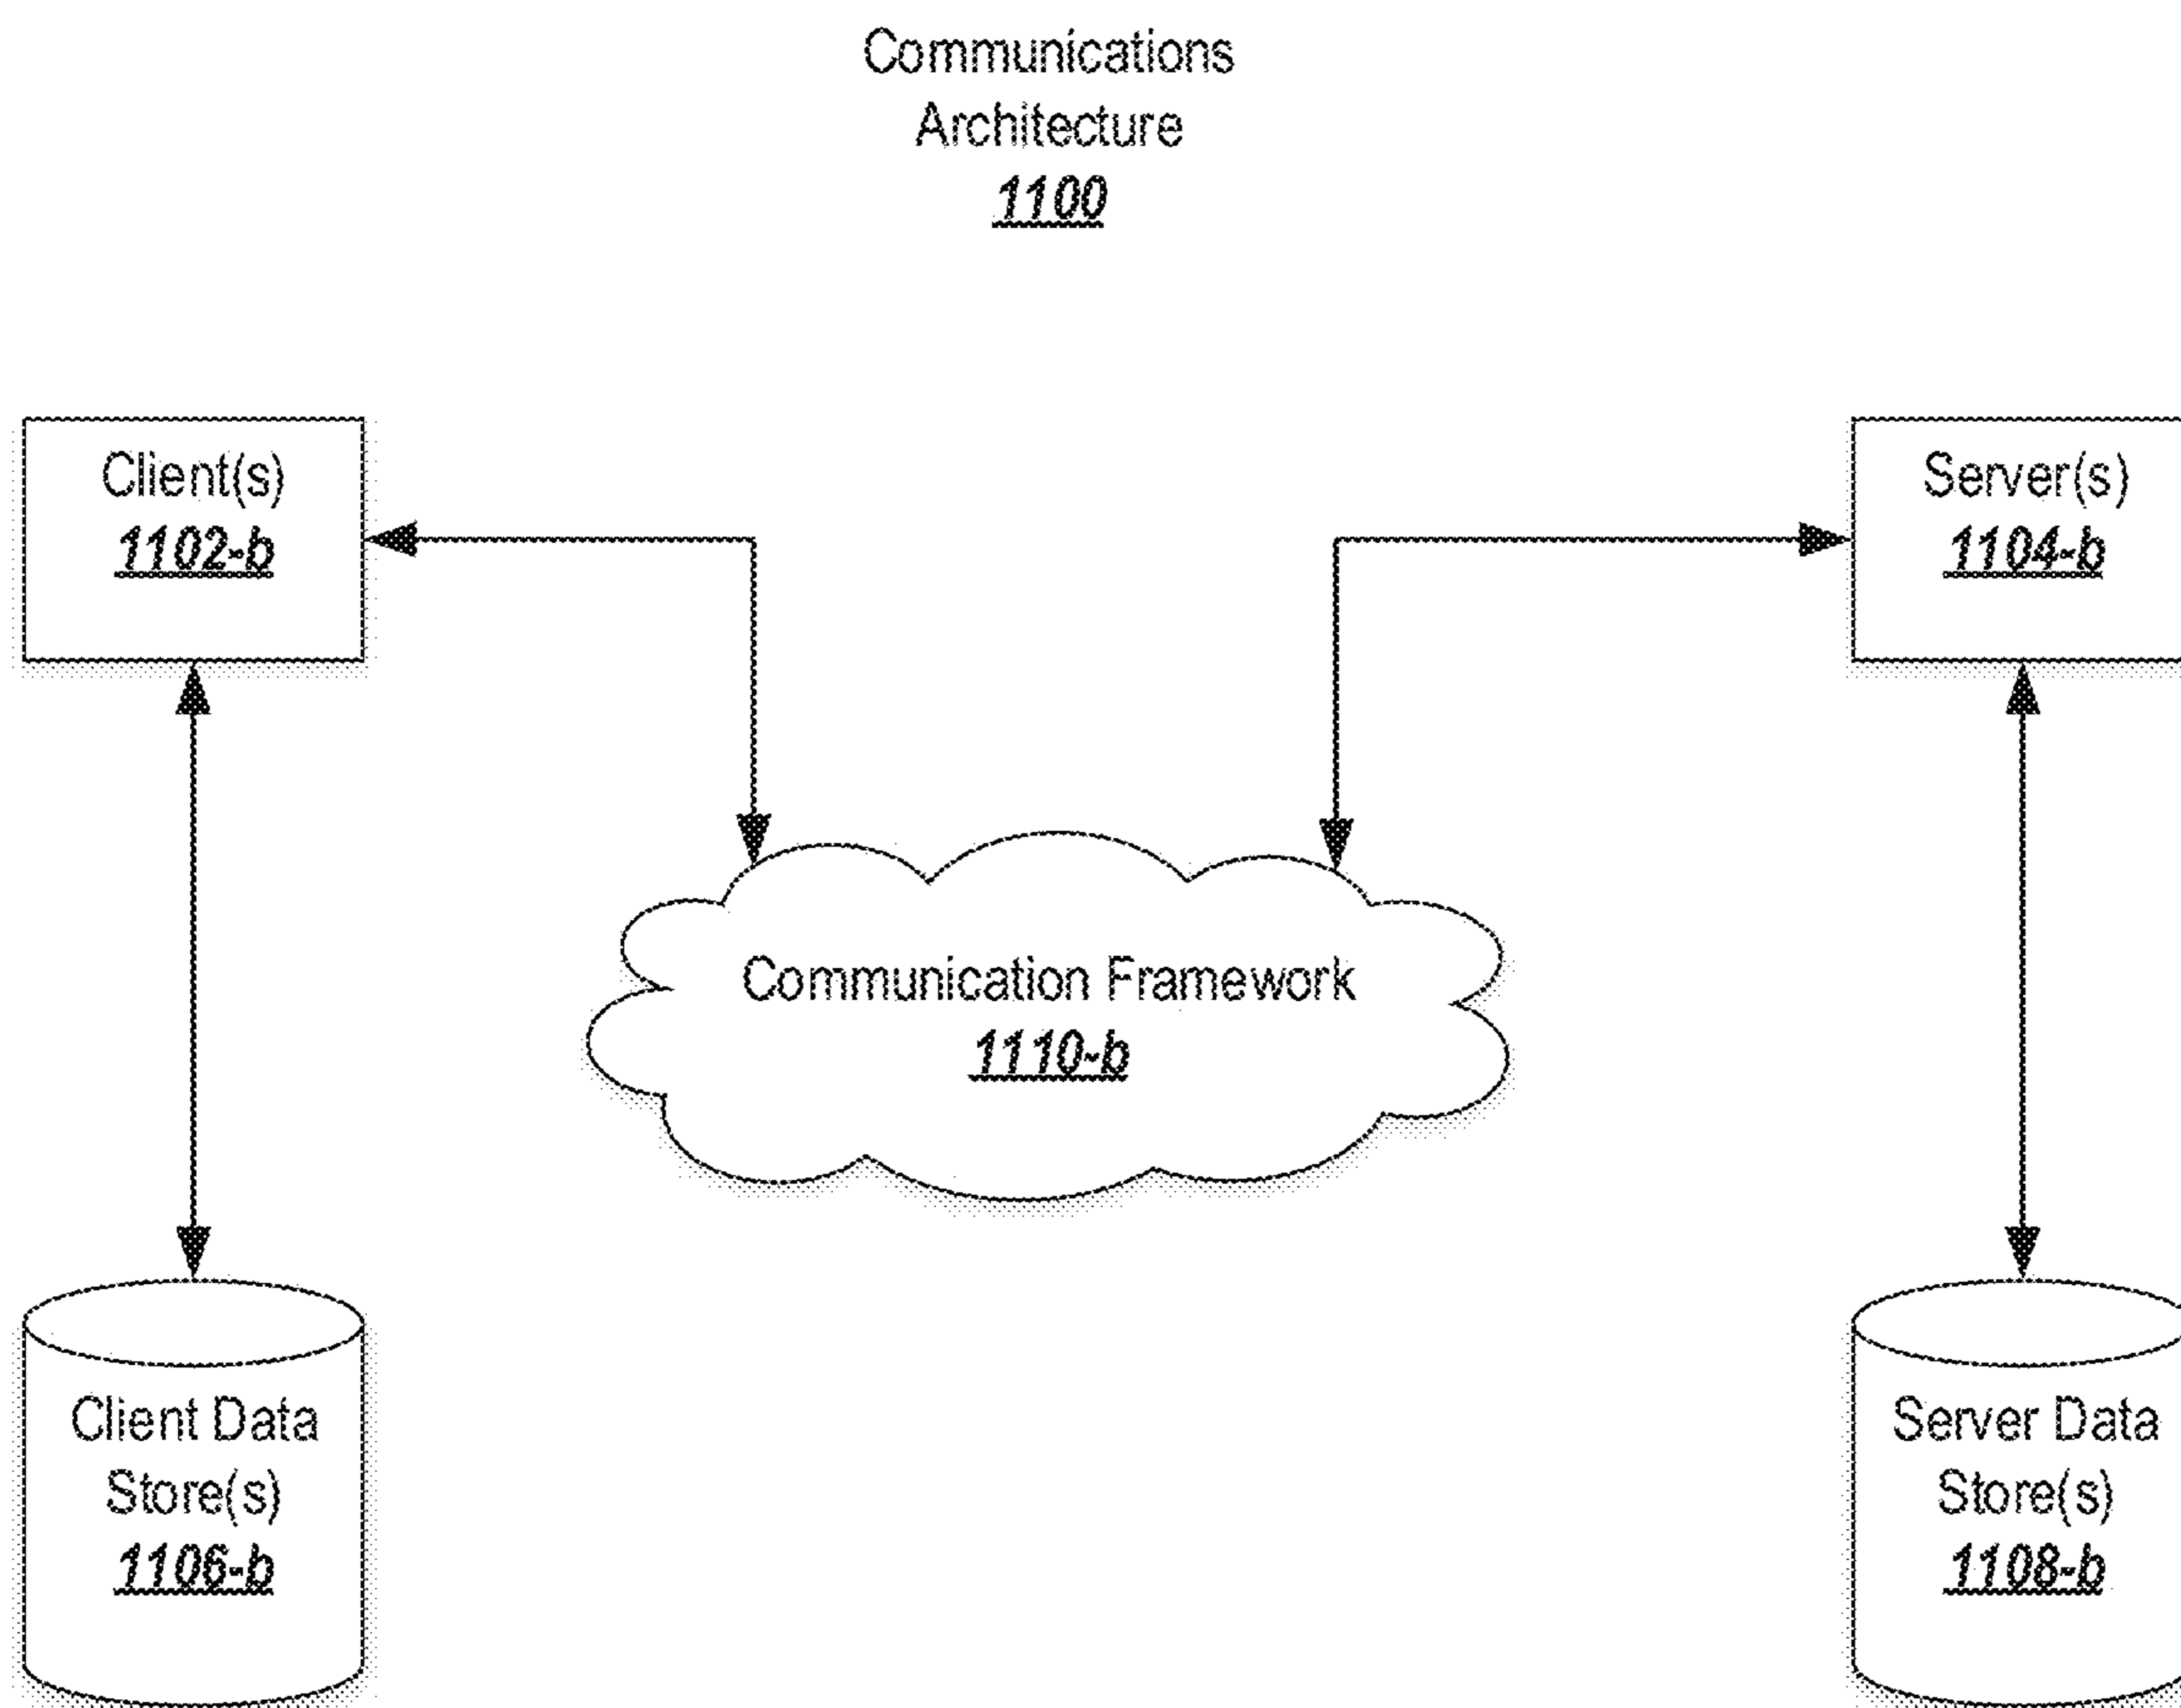 Communications
Architecture
1100
Client(s)
1102-b
Server(s)
1104-b
Communication Framework
1110-b
Client Data
Store(s)
1106-b
Server Data
Store(s)
1108-b